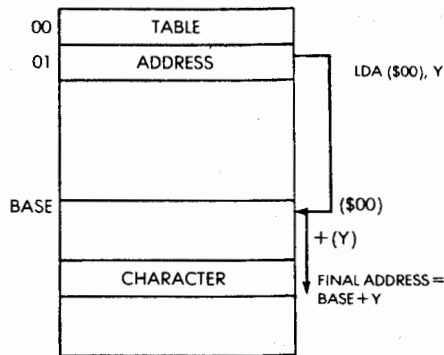 00
TABLE
01
ADDRESS
LDA ($00), Y
BASE
($00)
+(Y)
CHARACTER
FINAL ADDRESS=
BASE+Y